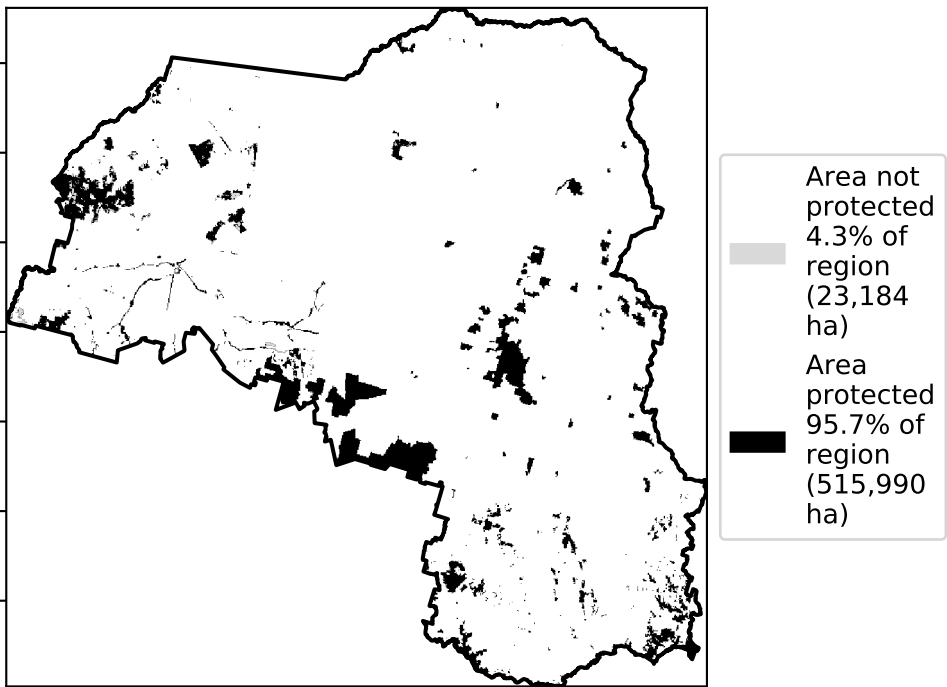 Area not
protected
4.3% of
region
(23,184
ha)
Area
protected
95.7% of
region
(515,990
ha)